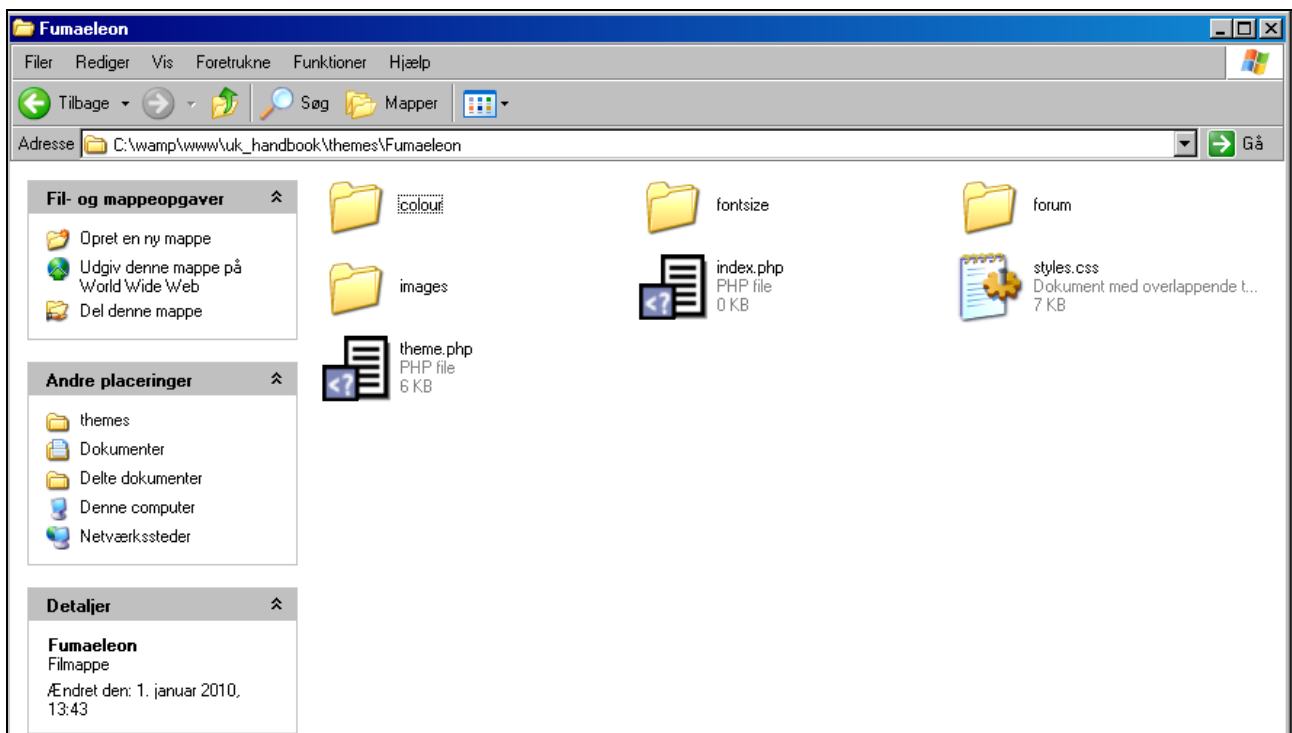 Fumaeleon
Filer Rediger Vis Foretrukne Funktioner Hjælp
Tilbage Søg Mapper
Adresse C:\wamp\www\uk_handbook\themes\Fumaeleon Gå
Fil- og mappeopgaver
Opret en ny mappe
Udgiv denne mappe på
World Wide Web
Del denne mappe
Andre placeringer
themes
Dokumenter
Delte dokumenter
Denne computer
Netværkssteder
Detaljer
Fumaeleon
Filmappe
Ændret den: 1. januar 2010,
13:43
colour
fontsize
forum
images
index.php
PHP file
0 KB
styles.css
Dokument med overlappende t...
7 KB
theme.php
PHP file
6 KB